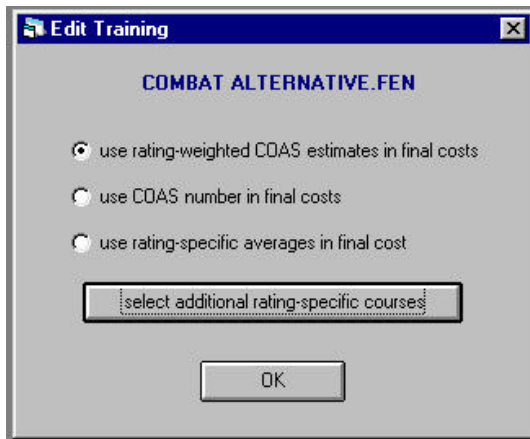 Edit Training
COMBAT ALTERNATIVE.FEN
use rating-weighted COAS estimates in final costs
use COAS number in final costs
use rating-specific averages in final cost
select additional rating-specific courses
OK